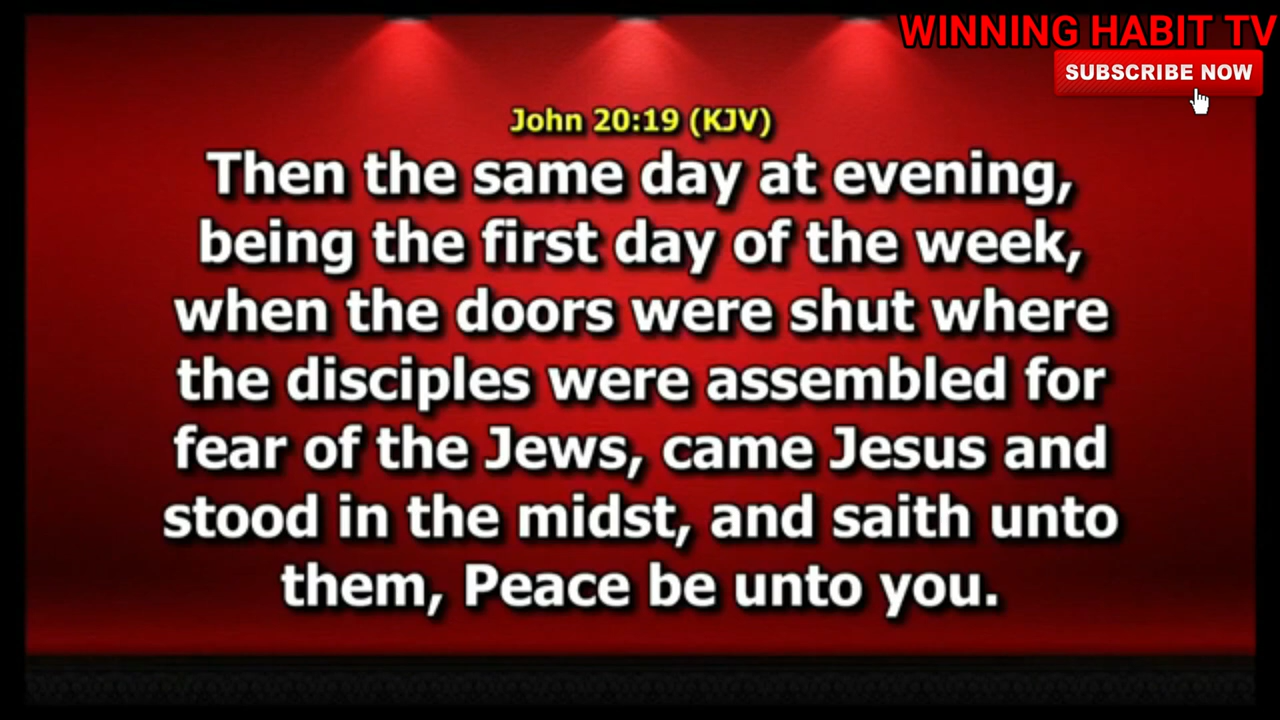 WINNING HABIT TV
SUBSCRIBE NOW
John 20:19 (KJV)
Then the same day at evening,
being the first day of the week,
when the doors were shut where
the disciples were assembled for
fear of the Jews, came Jesus and
stood in the midst, and saith unto
them, Peace be unto you.